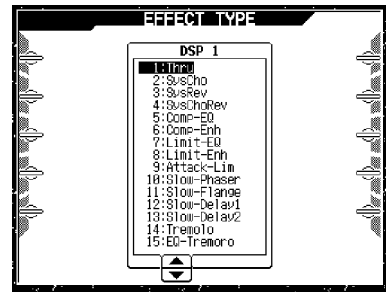 EFFECT TYPE
DSP 1
1:Thru
2:SysCho
3:SysRev
4:SysChoRev
5:Comp-EQ
6:Comp-Enh
7:Limit-EQ
8:Limit-Enh
9:Attack-Lim
10:Slow-Phaser
11:Slow-Flange
12:Slow-Delay1
13:Slow-Delay2
14:Tremolo
15:EQ-Tremoro